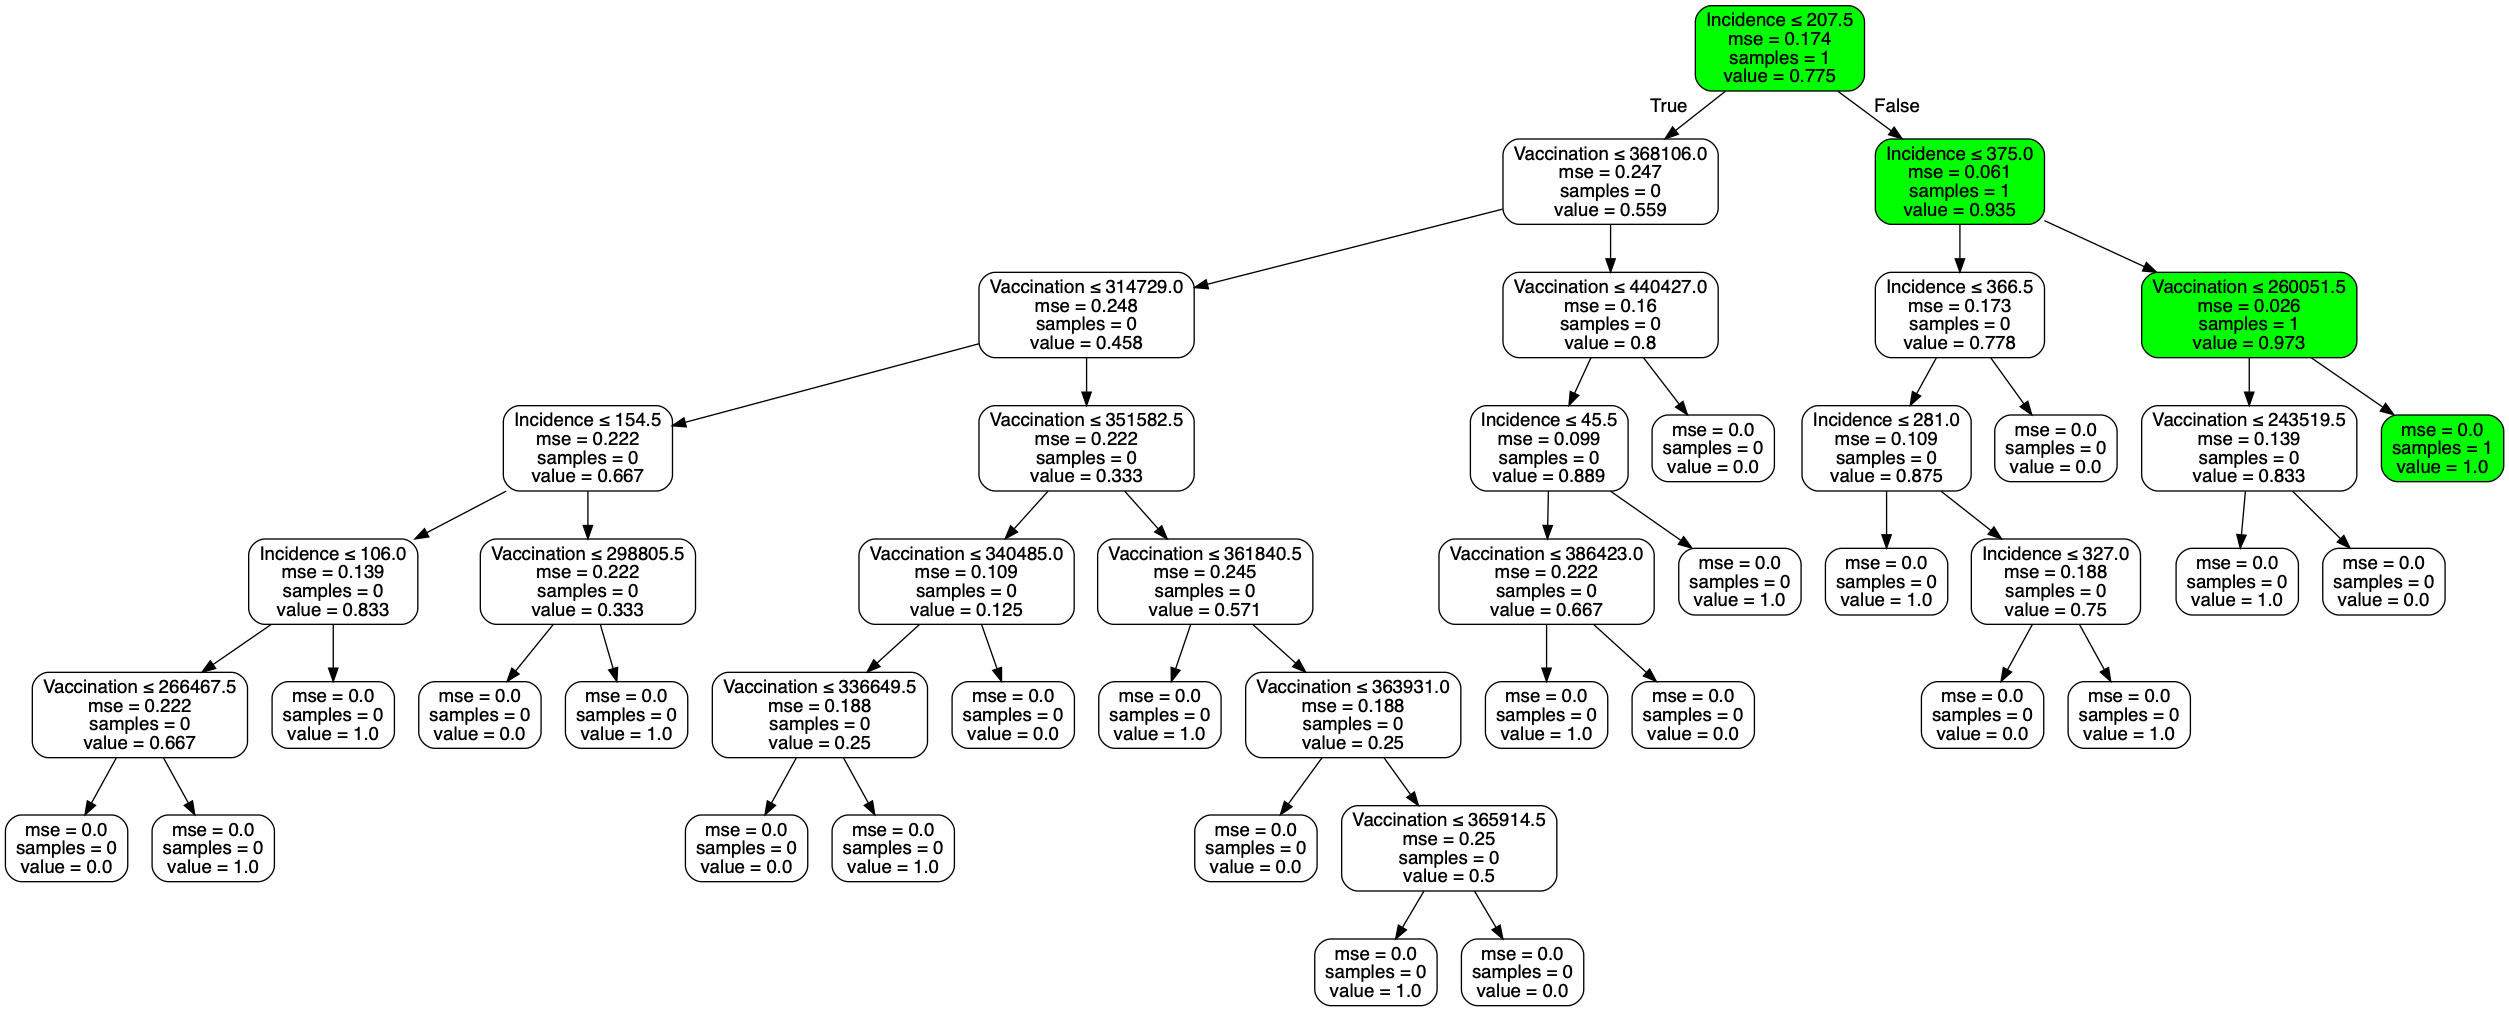 Incidence ≤ 207.5
mse = 0.174
samples = 1
value = 0.775
True
False
Vaccination ≤ 368106.0
mse = 0.247
samples = 0
value = 0.559
Incidence ≤ 375.0
mse = 0.061
samples = 1
value = 0.935
Vaccination ≤ 314729.0
mse = 0.248
samples = 0
value = 0.458
Vaccination ≤ 440427.0
mse = 0.16
samples = 0
value = 0.8
Incidence ≤ 366.5
mse = 0.173
samples = 0
value = 0.778
Vaccination ≤ 260051.5
mse = 0.026
samples = 1
value = 0.973
Incidence ≤ 154.5
mse = 0.222
samples = 0
value = 0.667
Vaccination ≤ 351582.5
mse = 0.222
samples = 0
value = 0.333
Incidence ≤ 45.5
mse = 0.099
samples = 0
value = 0.889
mse = 0.0
samples = 0
value = 0.0
Incidence ≤ 281.0
mse = 0.109
samples = 0
value = 0.875
mse = 0.0
samples = 0
value = 0.0
Vaccination ≤ 243519.5
mse = 0.139
samples = 0
value = 0.833
mse = 0.0
samples = 1
value = 1.0
Incidence ≤ 106.0
mse = 0.139
samples = 0
value = 0.833
Vaccination ≤ 298805.5
mse = 0.222
samples = 0
value = 0.333
Vaccination ≤ 340485.0
mse = 0.109
samples = 0
value = 0.125
Vaccination ≤ 361840.5
mse = 0.245
samples = 0
value = 0.571
Vaccination ≤ 386423.0
mse = 0.222
samples = 0
value = 0.667
mse = 0.0
samples = 0
value = 1.0
mse = 0.0
samples = 0
value = 1.0
Incidence ≤ 327.0
mse = 0.188
samples = 0
value = 0.75
mse = 0.0
samples = 0
value = 1.0
mse = 0.0
samples = 0
value = 0.0
Vaccination ≤ 266467.5
mse = 0.222
samples = 0
value = 0.667
mse = 0.0
samples = 0
value = 1.0
mse = 0.0
samples = 0
value = 0.0
mse = 0.0
samples = 0
value = 1.0
Vaccination ≤ 336649.5
mse = 0.188
samples = 0
value = 0.25
mse = 0.0
samples = 0
value = 0.0
mse = 0.0
samples = 0
value = 1.0
Vaccination ≤ 363931.0
mse = 0.188
samples = 0
value = 0.25
mse = 0.0
samples = 0
value = 1.0
mse = 0.0
samples = 0
value = 0.0
mse = 0.0
samples = 0
value = 0.0
mse = 0.0
samples = 0
value = 1.0
mse = 0.0
samples = 0
value = 0.0
mse = 0.0
samples = 0
value = 1.0
mse = 0.0
samples = 0
value = 0.0
mse = 0.0
samples = 0
value = 1.0
mse = 0.0
samples = 0
value = 0.0
Vaccination ≤ 365914.5
mse = 0.25
samples = 0
value = 0.5
mse = 0.0
samples = 0
value = 1.0
mse = 0.0
samples = 0
value = 0.0